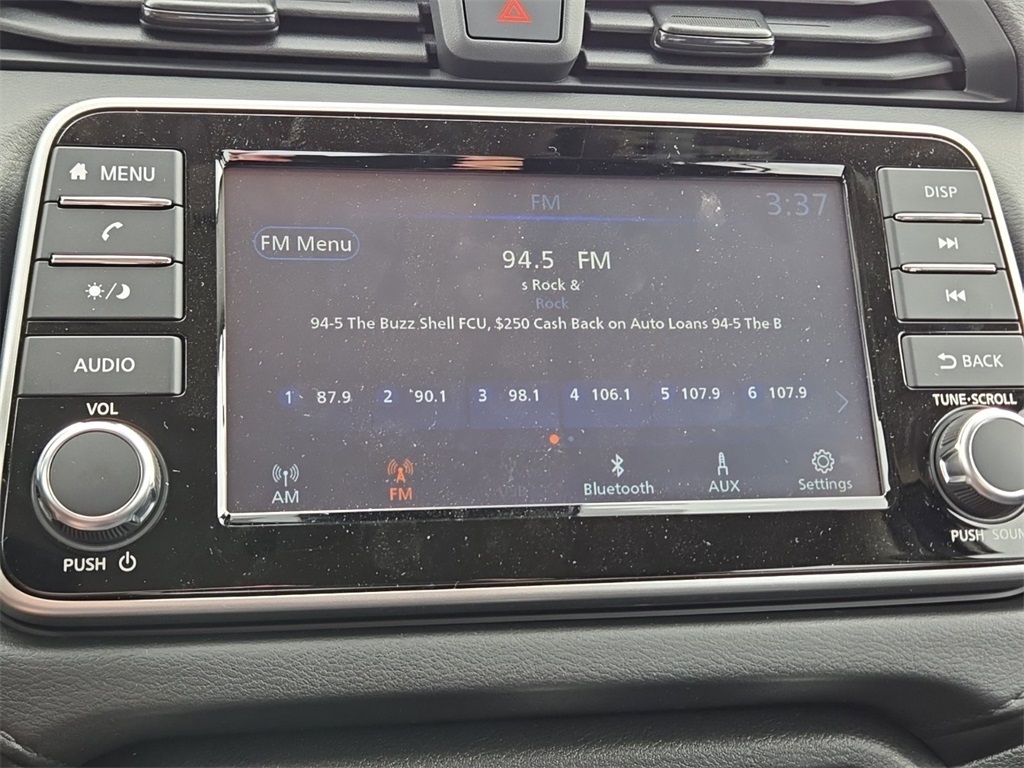 MENU
AUDIO
VOL
PUSH
FM
3:37
FM Menu
94.5 FM
s Rock &
Rock
94-5 The Buzz Shell FCU, $250 Cash Back on Auto Loans 94-5 The B
1 87.9 2 90.1 3 98.1 4 106.1 5 107.9 6 107.9
AM FM USB Bluetooth AUX Settings
DISP
BACK
TUNE·SCROLL
PUSH SOUN